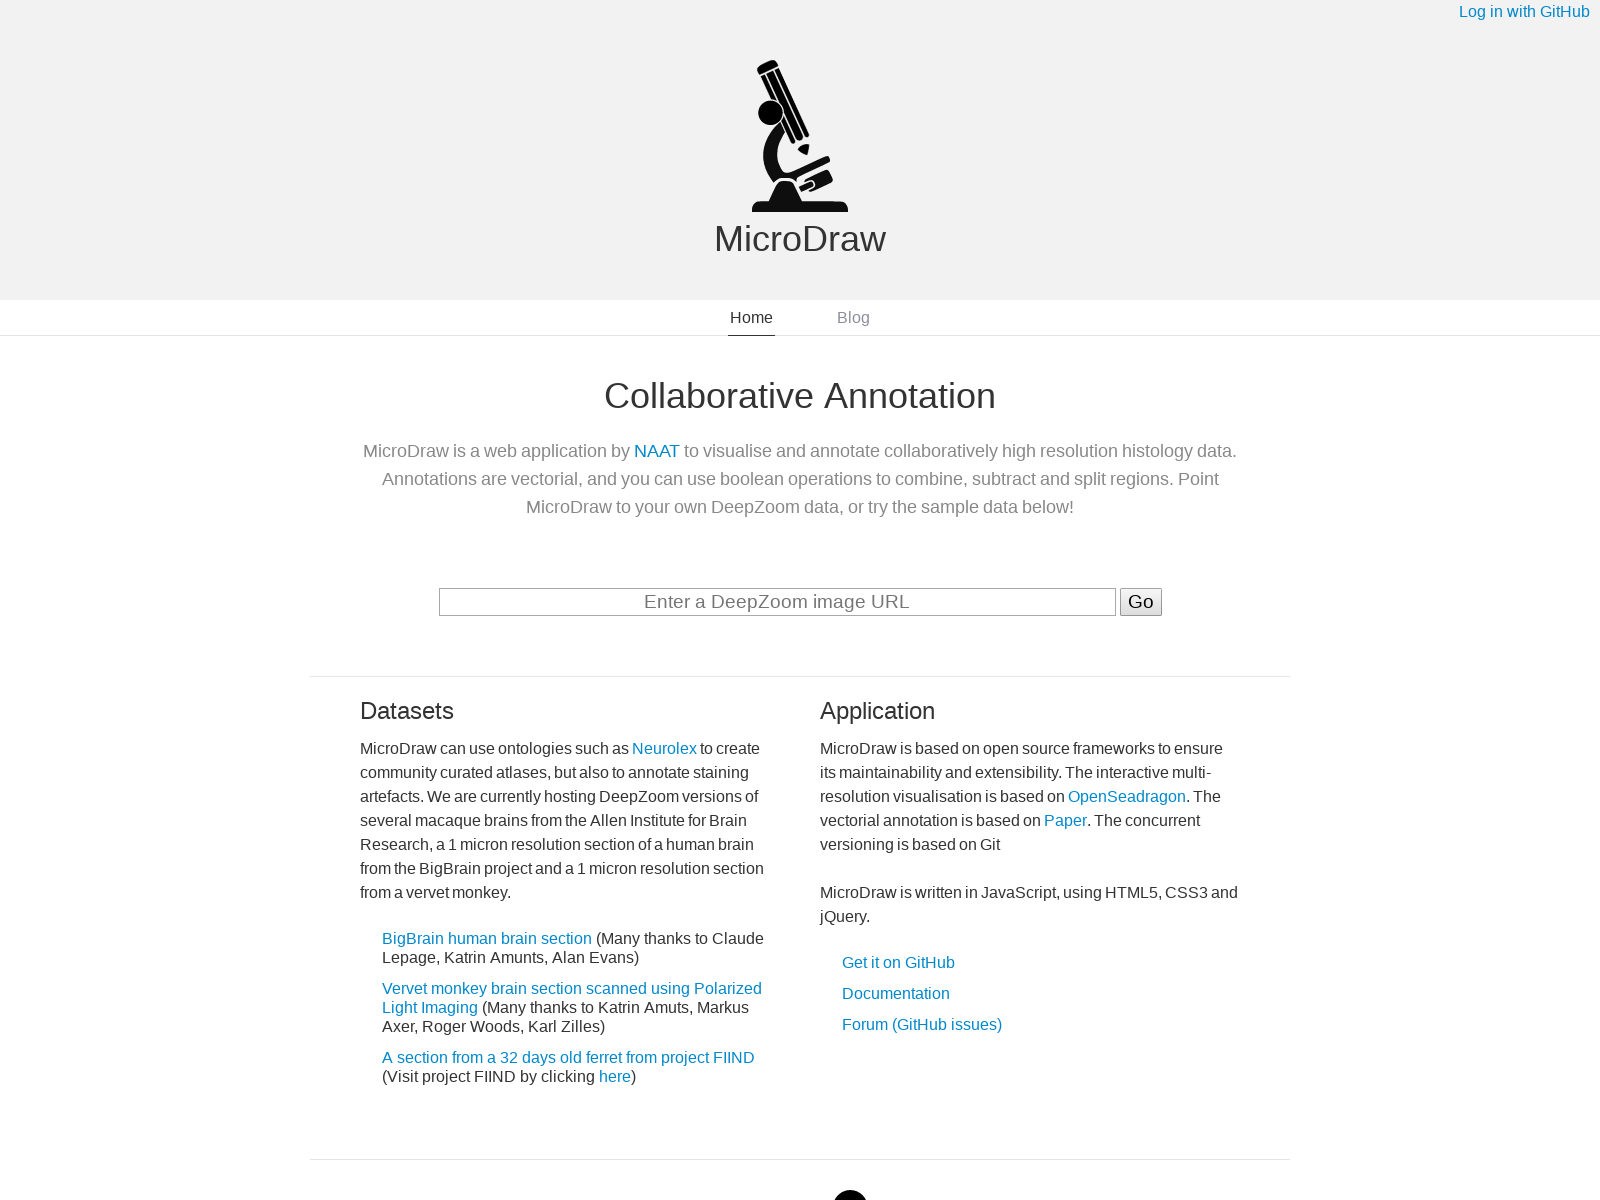 Log in with GitHub
MicroDraw
Home
Blog
Collaborative Annotation
MicroDraw is a web application by NAAT to visualise and annotate collaboratively high resolution histology data.
Annotations are vectorial, and you can use boolean operations to combine, subtract and split regions. Point
MicroDraw to your own DeepZoom data, or try the sample data below!
Enter a DeepZoom image URL
Go
Datasets
MicroDraw can use ontologies such as Neurolex to create
community curated atlases, but also to annotate staining
artefacts. We are currently hosting DeepZoom versions of
several macaque brains from the Allen Institute for Brain
Research, a 1 micron resolution section of a human brain
from the BigBrain project and a 1 micron resolution section
from a vervet monkey.
BigBrain human brain section (Many thanks to Claude
Lepage, Katrin Amunts, Alan Evans)
Vervet monkey brain section scanned using Polarized
Light Imaging (Many thanks to Katrin Amuts, Markus
Axer, Roger Woods, Karl Zilles)
A section from a 32 days old ferret from project FIIND
(Visit project FIIND by clicking here)
Application
MicroDraw is based on open source frameworks to ensure
its maintainability and extensibility. The interactive multi-
resolution visualisation is based on OpenSeadragon. The
vectorial annotation is based on Paper. The concurrent
versioning is based on Git
MicroDraw is written in JavaScript, using HTML5, CSS3 and
jQuery.
Get it on GitHub
Documentation
Forum (GitHub issues)